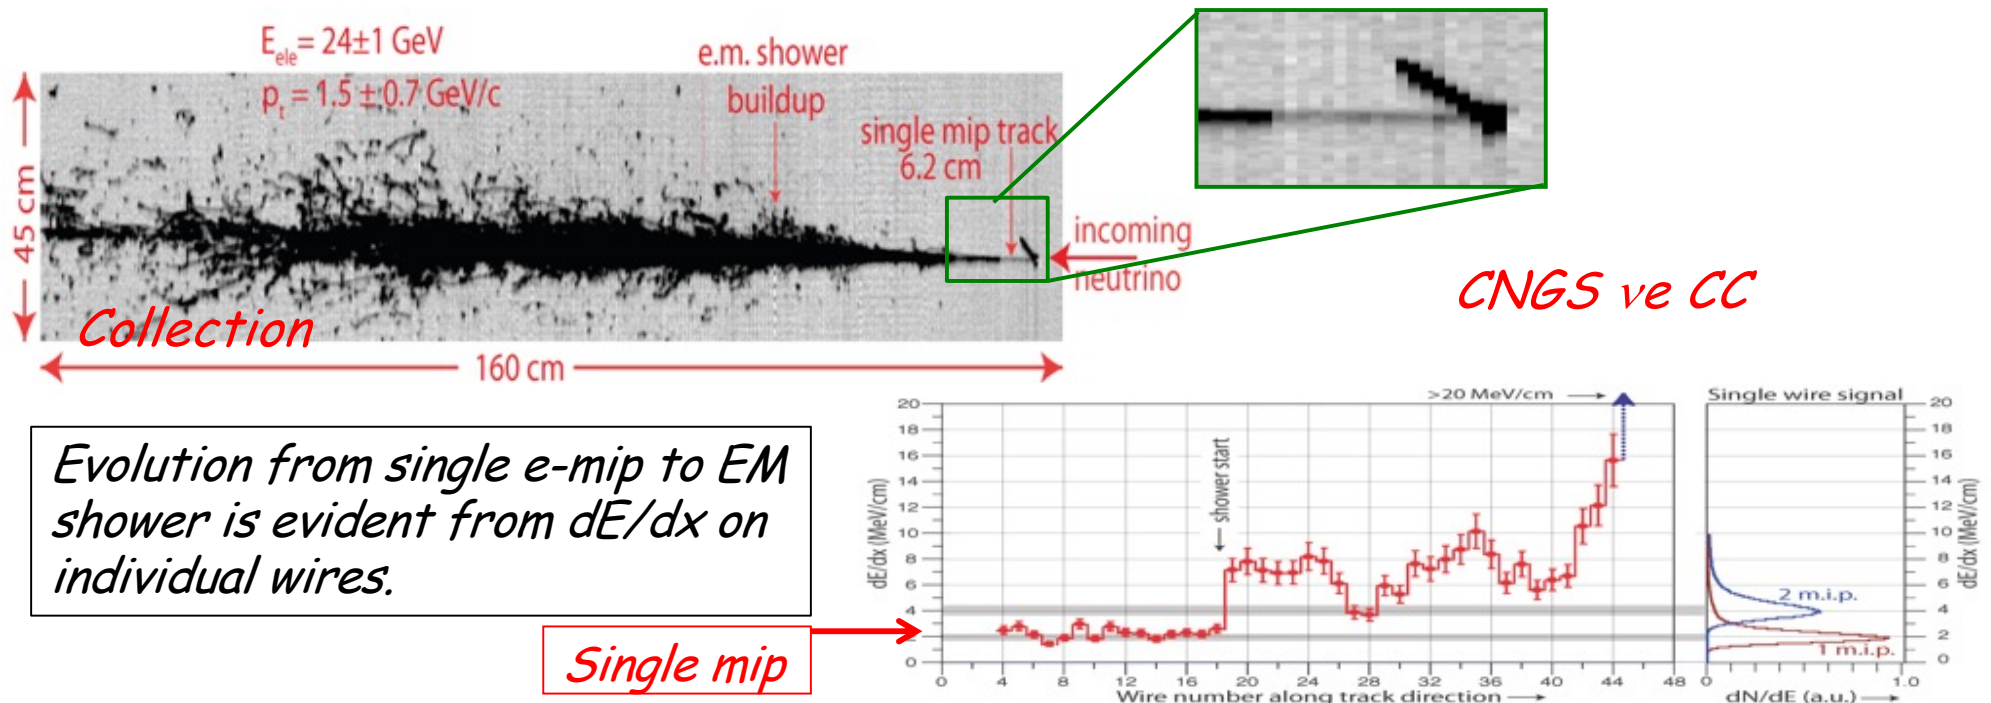 E_ele = 24±1 GeV
p_t = 1.5 ± 0.7 GeV/c
e.m. shower
buildup
single mip track
6.2 cm
45 cm
incoming
neutrino
Collection
160 cm
CNGS νe CC
Evolution from single e-mip to EM
shower is evident from dE/dx on
individual wires.
Single mip
>20 MeV/cm
Single wire signal
shower start
dE/dx (MeV/cm)
20
18
16
14
12
10
8
6
4
2
0
0 4 8 12 16 20 24 28 32 36 40 44 48
Wire number along track direction
2 m.i.p.
1 m.i.p.
20
18
16
14
12
10
8
6
4
2
0
dE/dx (MeV/cm)
0 1.0
dN/dE (a.u.)